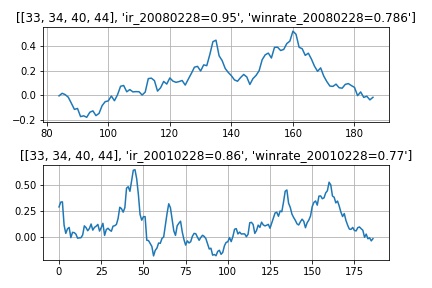 [[33, 34, 40, 44], 'ir_20080228=0.95', 'winrate_20080228=0.786']
0.4
0.2
0.0
−0.2
80 100 120 140 160 180
[[33, 34, 40, 44], 'ir_20010228=0.86', 'winrate_20010228=0.77']
0.50
0.25
0.00
0 25 50 75 100 125 150 175